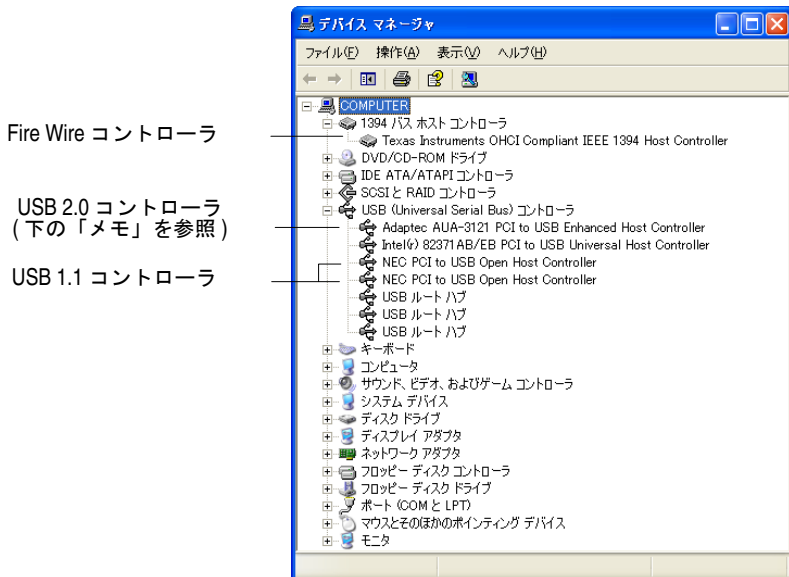 デバイス マネージャ
ファイル(F) 操作(A) 表示(V) ヘルプ(H)
COMPUTER
1394 バス ホスト コントローラ
Fire Wire コントローラ
Texas Instruments OHCI Compliant IEEE 1394 Host Controller
DVD/CD-ROM ドライブ
IDE ATA/ATAPI コントローラ
SCSI と RAID コントローラ
USB (Universal Serial Bus) コントローラ
USB 2.0 コントローラ
(下の「メモ」を参照)
Adaptec AUA-3121 PCI to USB Enhanced Host Controller
Intel(r) 82371AB/EB PCI to USB Universal Host Controller
USB 1.1 コントローラ
NEC PCI to USB Open Host Controller
NEC PCI to USB Open Host Controller
USB ルート ハブ
USB ルート ハブ
USB ルート ハブ
キーボード
コンピュータ
サウンド、ビデオ、およびゲーム コントローラ
システム デバイス
ディスク ドライブ
ディスプレイ アダプタ
ネットワーク アダプタ
フロッピー ディスク コントローラ
フロッピー ディスク ドライブ
ポート (COM と LPT)
マウスとそのほかのポインティング デバイス
モニタ